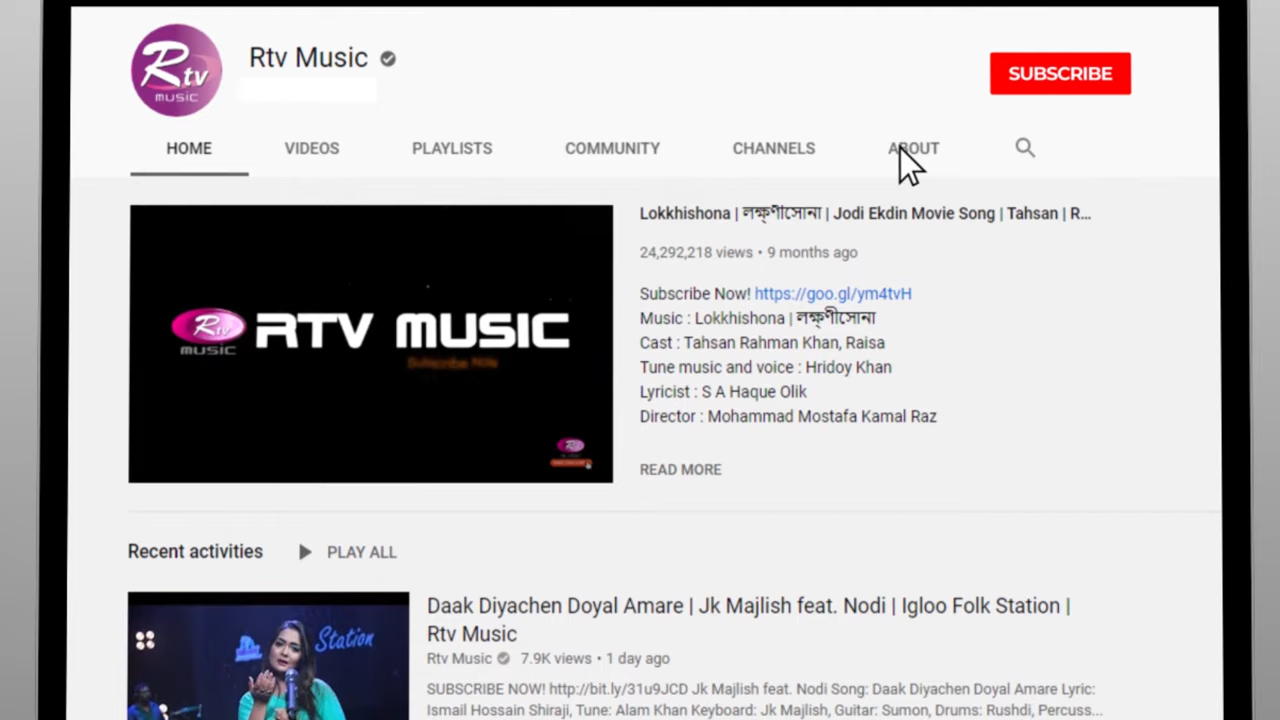 Rtv
MUSIC
Rtv Music
SUBSCRIBE
HOME VIDEOS PLAYLISTS COMMUNITY CHANNELS ABOUT
Lokkhishona | লক্ষ্ণীসোনা | Jodi Ekdin Movie Song | Tahsan | R...
24,292,218 views • 9 months ago
Subscribe Now! https://goo.gl/ym4tvH
Music : Lokkhishona | লক্ষ্ণীসোনা
Cast : Tahsan Rahman Khan, Raisa
Tune music and voice : Hridoy Khan
Lyricist : S A Haque Olik
Director : Mohammad Mostafa Kamal Raz
READ MORE
Rtv
MUSIC
RTV MUSIC
Subscribe Now
Rtv
Recent activities PLAY ALL
Station
Daak Diyachen Doyal Amare | Jk Majlish feat. Nodi | Igloo Folk Station |
Rtv Music
Rtv Music 7.9K views • 1 day ago
SUBSCRIBE NOW! http://bit.ly/31u9JCD Jk Majlish feat. Nodi Song: Daak Diyachen Doyal Amare Lyric:
Ismail Hossain Shiraji, Tune: Alam Khan Keyboard: Jk Majlish, Guitar: Sumon, Drums: Rushdi, Percuss...